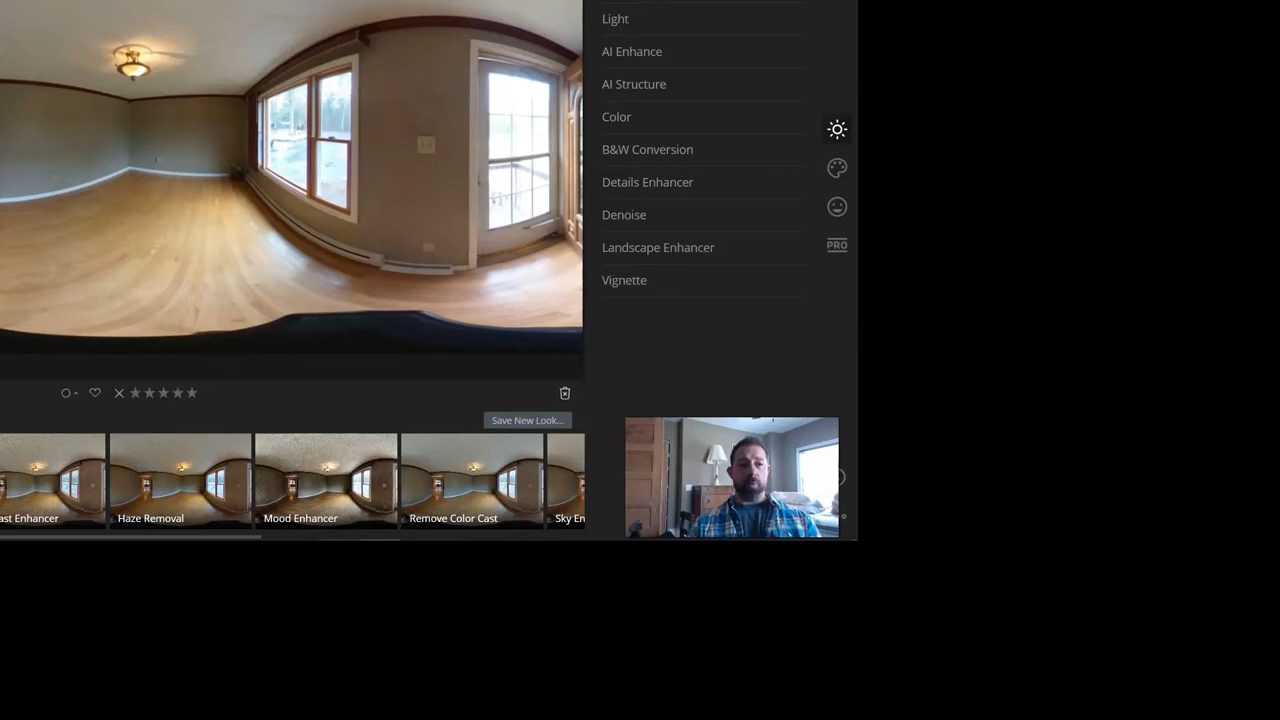 Light
AI Enhance
AI Structure
Color
B&W Conversion
Details Enhancer
Denoise
Landscape Enhancer
Vignette
PRO
Save New Look...
ast Enhancer
Haze Removal
Mood Enhancer
Remove Color Cast
Sky En